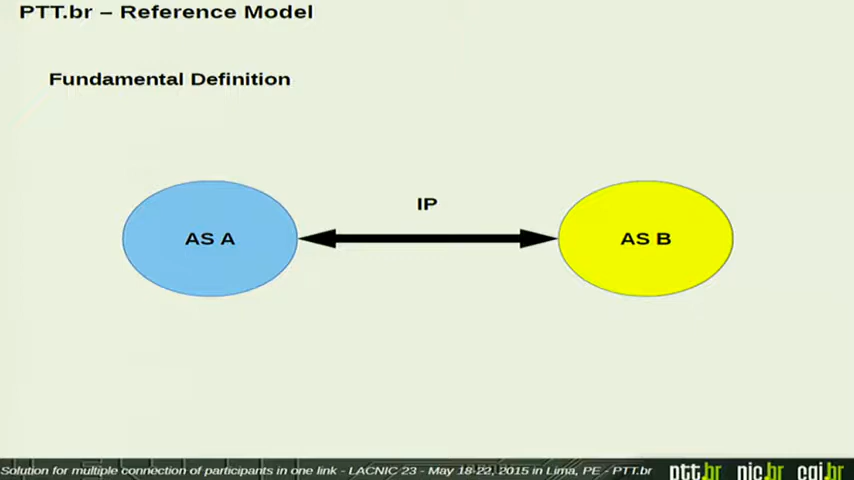 PTT.br – Reference Model
Fundamental Definition
IP
AS A
AS B
Solution for multiple connection of participants in one link - LACNIC 23 - May 18-22, 2015 in Lima, PE - PTT.br
ptt.br nic.br cgi.br